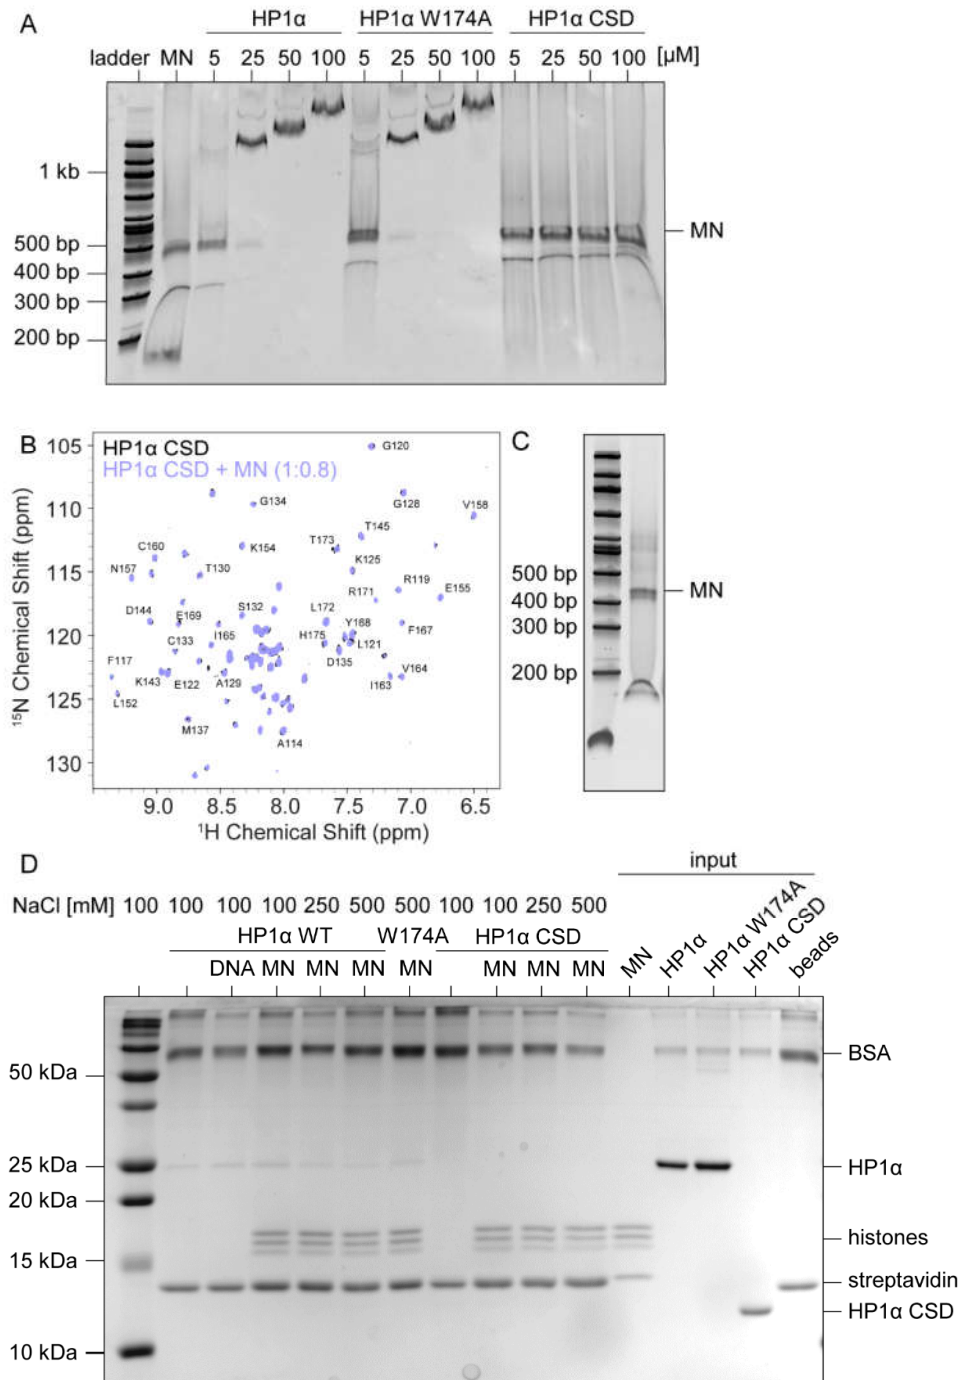 A
HP1α HP1α W174A HP1α CSD
ladder MN 5 25 50 100 5 25 50 100 5 25 50 100 [µM]
1 kb
MN
500 bp
400 bp
300 bp
200 bp
B
HP1α CSD
HP1α CSD + MN (1:0.8)
105
110
115
120
125
130
15N Chemical Shift (ppm)
G120
G134
G128
V158
T145
C160
K154
T173
K125
N157
T130
R119
E155
R171
D144
E169
S132
L172
Y168
F167
C133
I165
H175
L121
D135
F117
K143
E122
A129
I163
V164
L152
M137
A114
9.0 8.5 8.0 7.5 7.0 6.5
1H Chemical Shift (ppm)
C
500 bp
400 bp
300 bp
200 bp
MN
D
input
NaCl [mM] 100 100 100 100 250 500 500 100 100 250 500
HP1α WT W174A HP1α CSD
DNA MN MN MN MN MN MN MN
MN HP1α HP1α W174A HP1α CSD beads
50 kDa
25 kDa
20 kDa
15 kDa
10 kDa
BSA
HP1α
histones
streptavidin
HP1α CSD